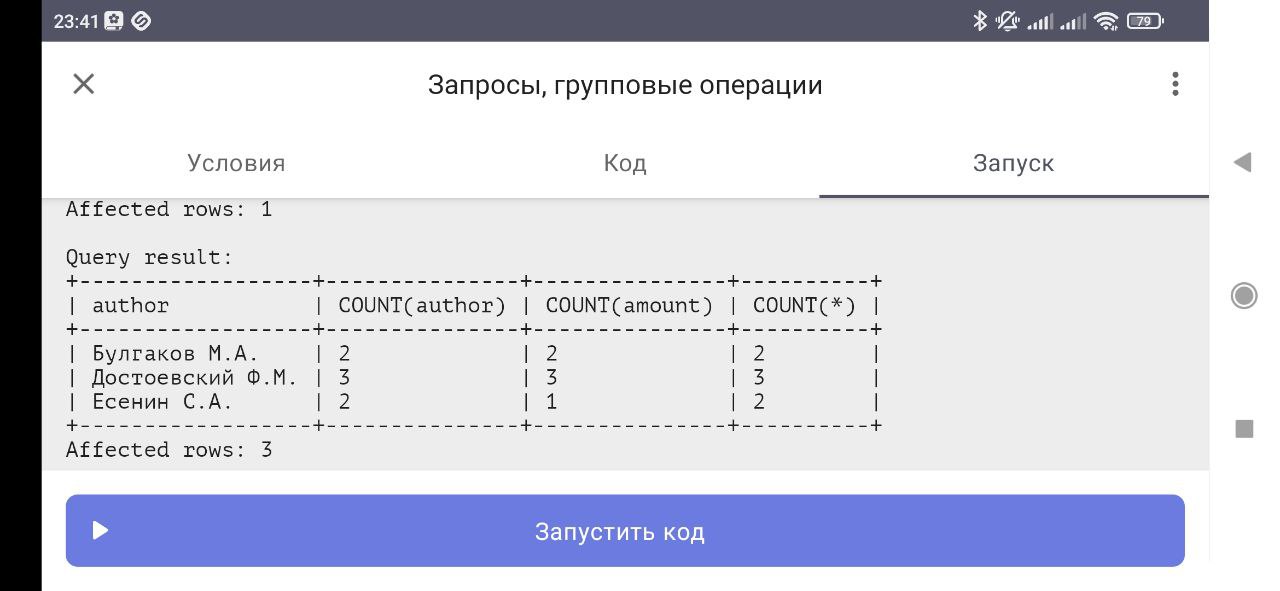 23:41
79
Запросы, групповые операции
Условия Код Запуск
Affected rows: 1
Query result:
+------------------+---------------+---------------+----------+
| author           | COUNT(author) | COUNT(amount) | COUNT(*) |
+------------------+---------------+---------------+----------+
| Булгаков М.А.    | 2             | 2             | 2        |
| Достоевский Ф.М. | 3             | 3             | 3        |
| Есенин С.А.      | 2             | 1             | 2        |
+------------------+---------------+---------------+----------+
Affected rows: 3
Запустить код